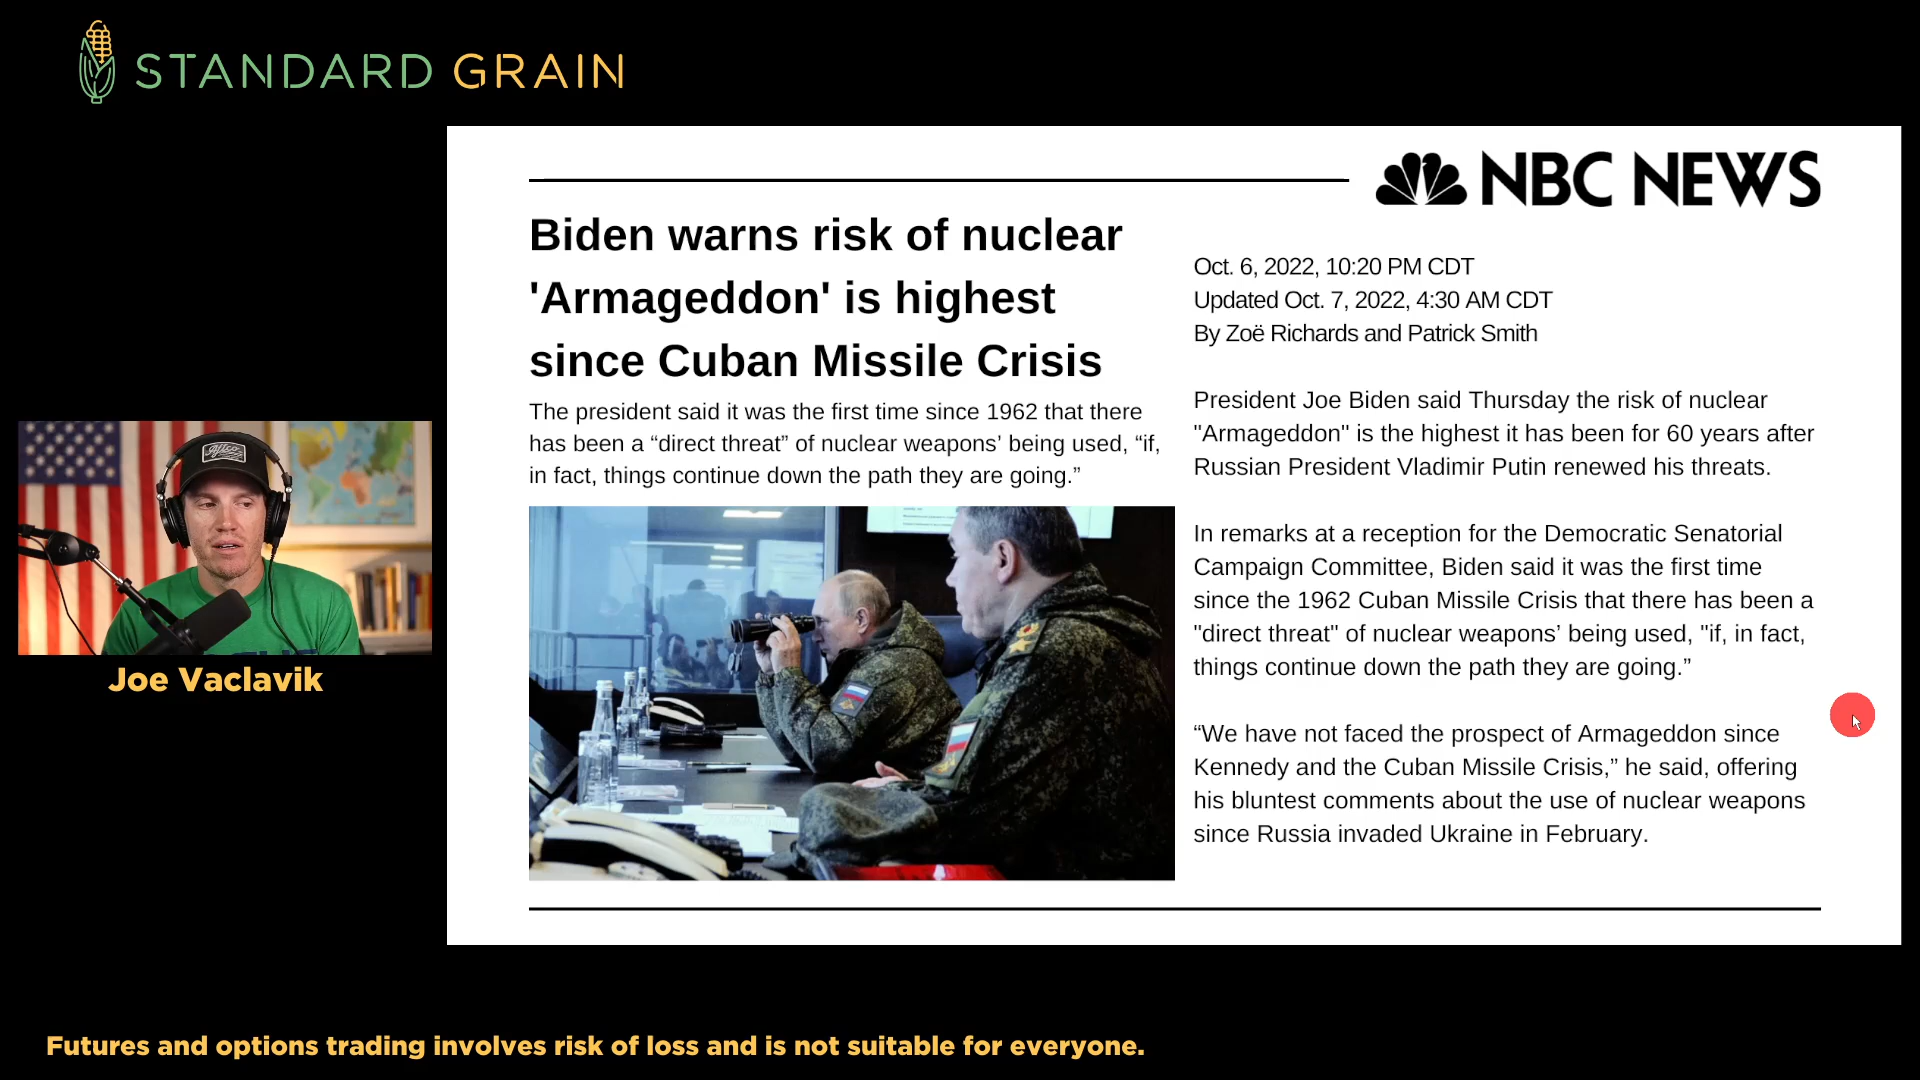 STANDARD GRAIN
NBC NEWS
Biden warns risk of nuclear
'Armageddon' is highest
since Cuban Missile Crisis
The president said it was the first time since 1962 that there
has been a “direct threat” of nuclear weapons’ being used, “if,
in fact, things continue down the path they are going.”
Oct. 6, 2022, 10:20 PM CDT
Updated Oct. 7, 2022, 4:30 AM CDT
By Zoë Richards and Patrick Smith
President Joe Biden said Thursday the risk of nuclear
"Armageddon" is the highest it has been for 60 years after
Russian President Vladimir Putin renewed his threats.
In remarks at a reception for the Democratic Senatorial
Campaign Committee, Biden said it was the first time
since the 1962 Cuban Missile Crisis that there has been a
"direct threat" of nuclear weapons’ being used, "if, in fact,
things continue down the path they are going.”
“We have not faced the prospect of Armageddon since
Kennedy and the Cuban Missile Crisis,” he said, offering
his bluntest comments about the use of nuclear weapons
since Russia invaded Ukraine in February.
Joe Vaclavik
Futures and options trading involves risk of loss and is not suitable for everyone.